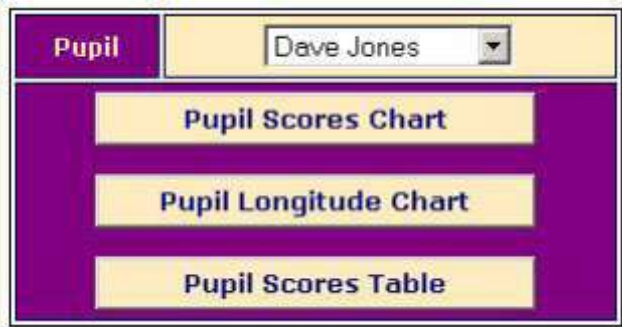 Pupil Dave Jones
Pupil Scores Chart
Pupil Longitude Chart
Pupil Scores Table